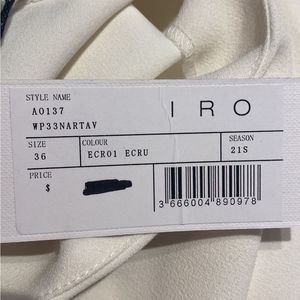 STYLE NAME
A0137
WP33NARTAV
IRO
SIZE
36
COLOUR
ECR01 ECRU
SEASON
21S
PRICE
$
3 666004 890978